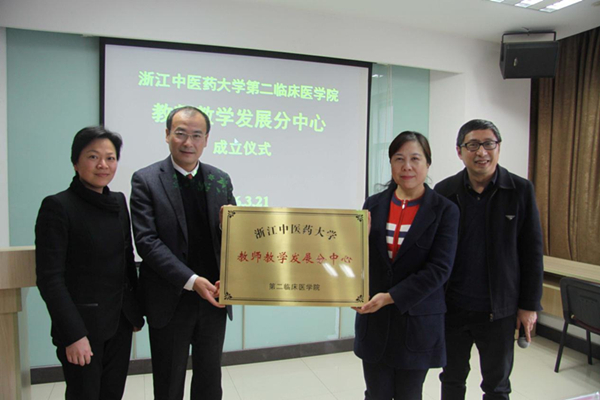 浙江中医药大学第二临床医学院
教师教学发展分中心
成立仪式
6.3.21
浙江中医药大学
教师教学发展分中心
第二临床医学院